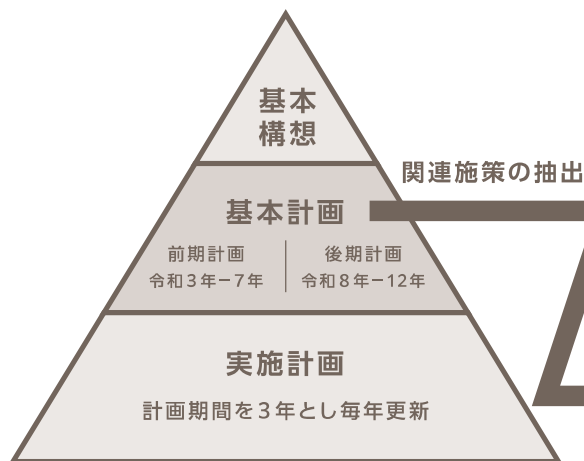 基本
構想
関連施策の抽出
基本計画
前期計画
令和3年ー7年
後期計画
令和8年ー12年
実施計画
計画期間を3年とし毎年更新